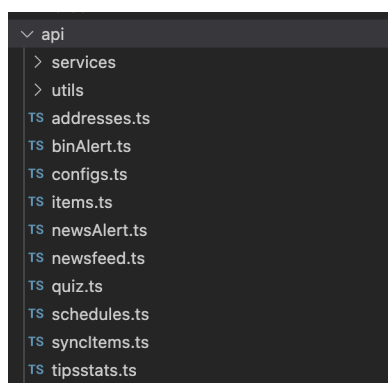 api
services
utils
TS addresses.ts
TS binAlert.ts
TS configs.ts
TS items.ts
TS newsAlert.ts
TS newsfeed.ts
TS quiz.ts
TS schedules.ts
TS syncItems.ts
TS tipsstats.ts